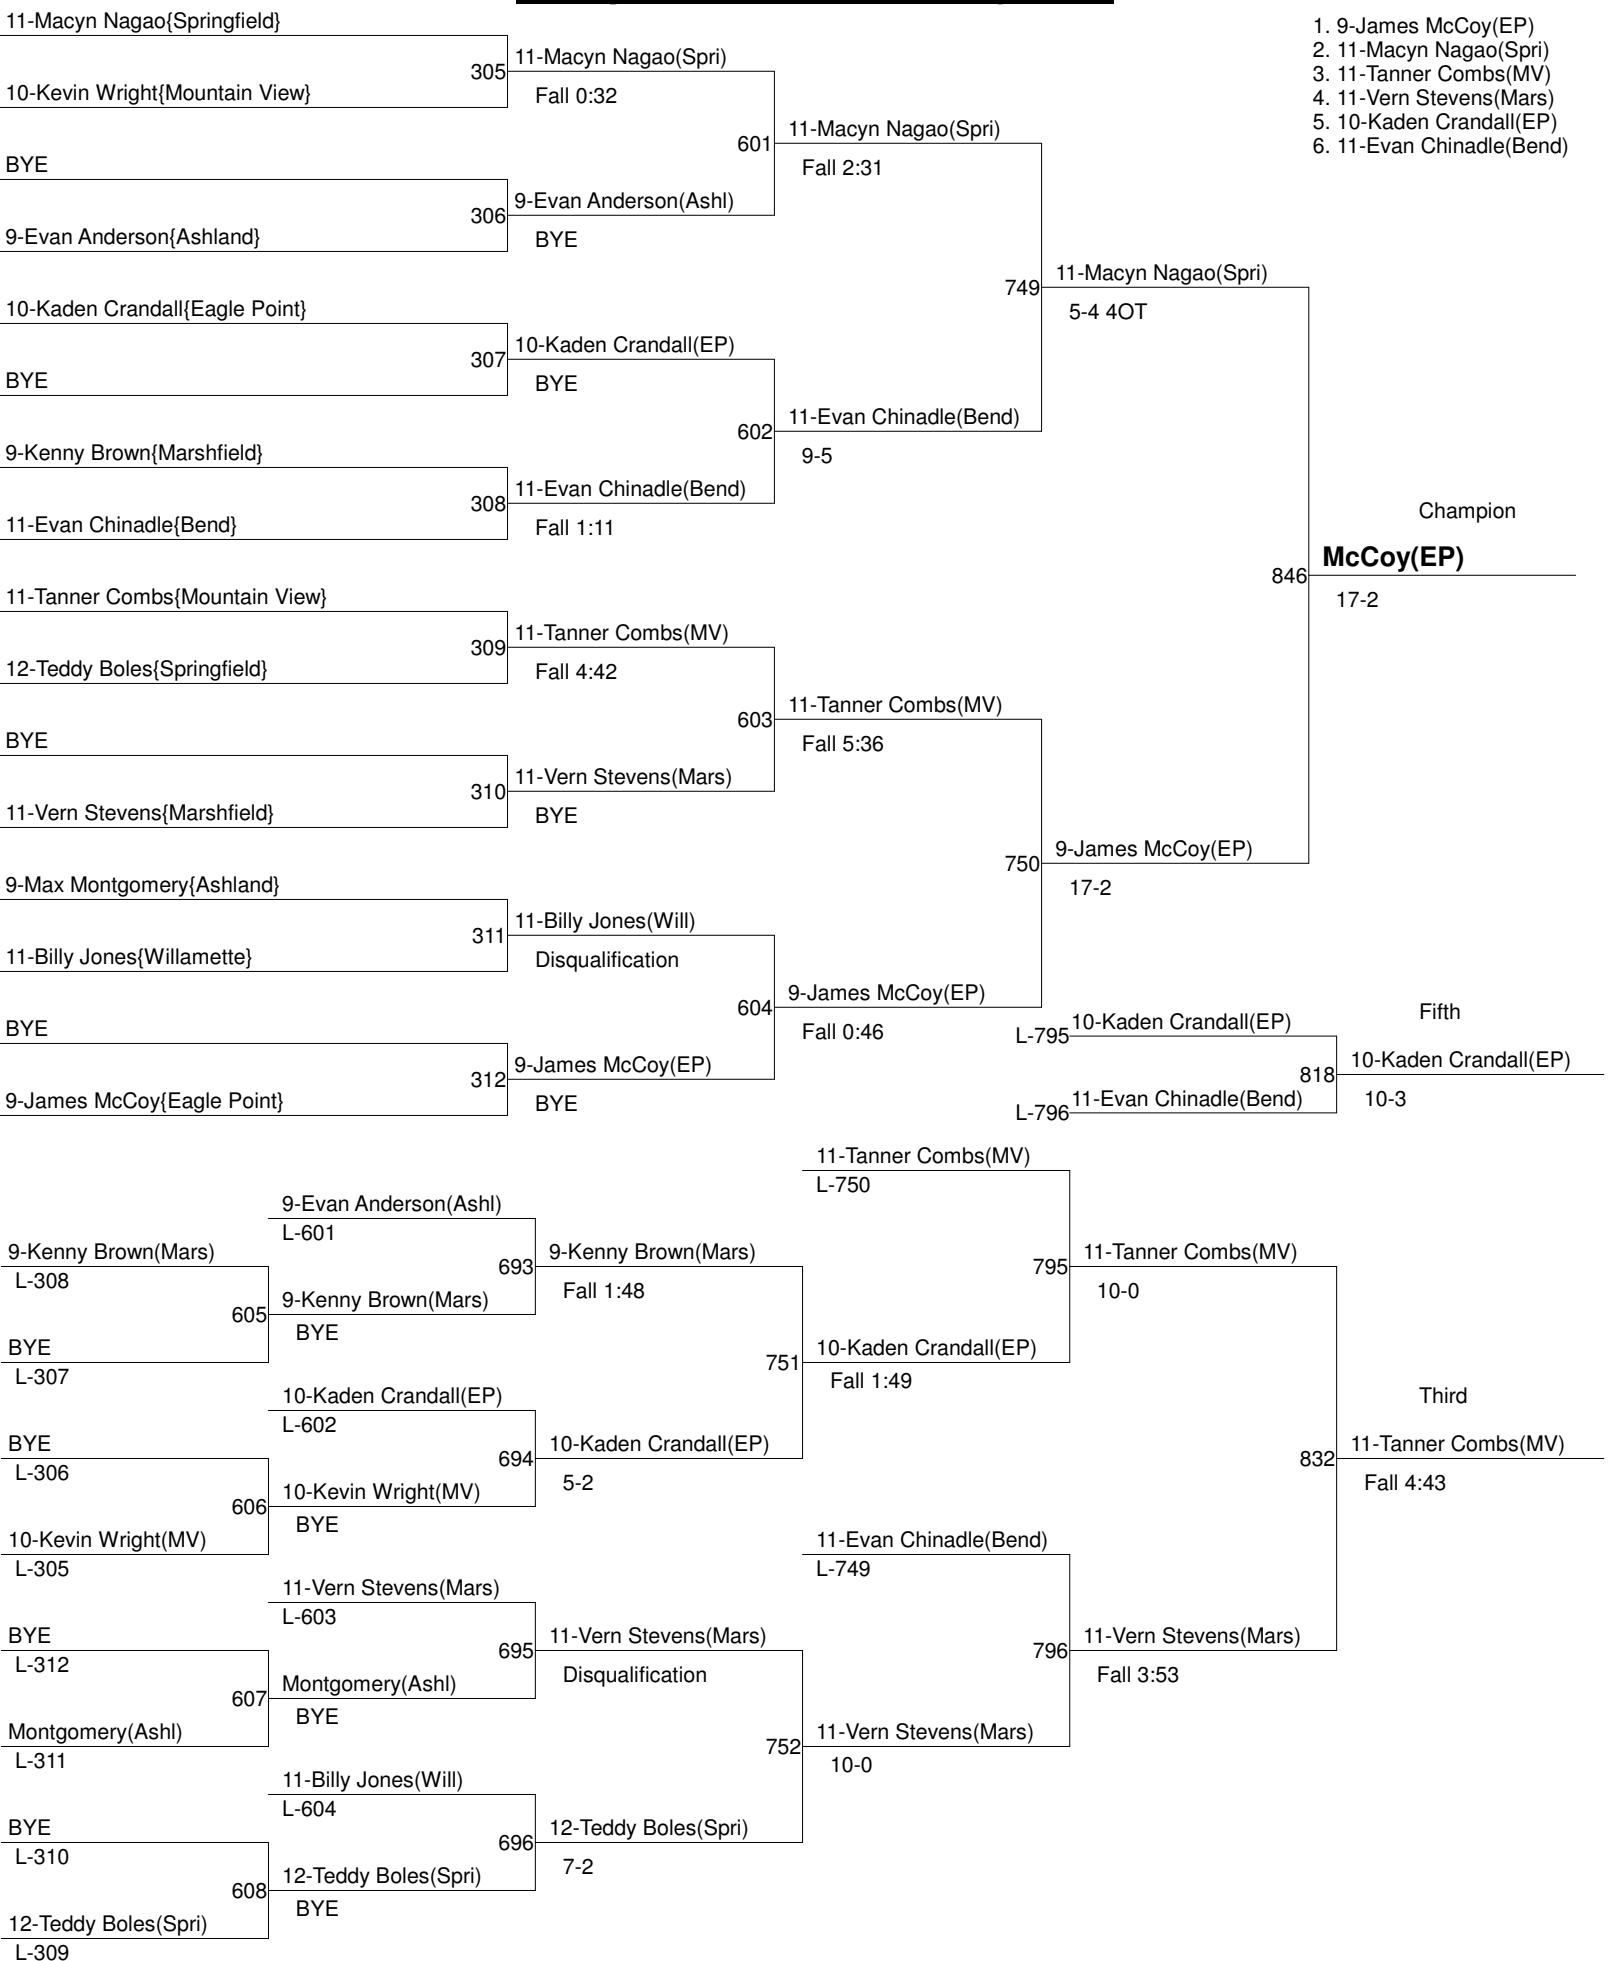 11-Macyn Nagao{Springfield}
305
10-Kevin Wright{Mountain View}
BYE
306
9-Evan Anderson{Ashland}
10-Kaden Crandall{Eagle Point}
307
BYE
9-Kenny Brown{Marshfield}
308
11-Evan Chinadle{Bend}
11-Tanner Combs{Mountain View}
309
12-Teddy Boles{Springfield}
BYE
310
11-Vern Stevens{Marshfield}
9-Max Montgomery{Ashland}
311
11-Billy Jones{Willamette}
BYE
312
9-James McCoy{Eagle Point}
11-Macyn Nagao(Spri)
Fall 0:32
601
9-Evan Anderson(Ashl)
BYE
10-Kaden Crandall(EP)
BYE
602
11-Evan Chinadle(Bend)
Fall 1:11
11-Tanner Combs(MV)
Fall 4:42
603
11-Vern Stevens(Mars)
BYE
11-Billy Jones(Will)
Disqualification
604
9-James McCoy(EP)
BYE
11-Macyn Nagao(Spri)
Fall 2:31
749
11-Evan Chinadle(Bend)
9-5
11-Tanner Combs(MV)
Fall 5:36
750
9-James McCoy(EP)
Fall 0:46
11-Macyn Nagao(Spri)
5-4 4OT
846
9-James McCoy(EP)
17-2
Champion
McCoy(EP)
17-2
1. 9-James McCoy(EP)
2. 11-Macyn Nagao(Spri)
3. 11-Tanner Combs(MV)
4. 11-Vern Stevens(Mars)
5. 10-Kaden Crandall(EP)
6. 11-Evan Chinadle(Bend)
L-795
10-Kaden Crandall(EP)
818
L-796
11-Evan Chinadle(Bend)
Fifth
10-Kaden Crandall(EP)
10-3
9-Kenny Brown(Mars)
L-308
605
BYE
L-307
BYE
L-306
606
10-Kevin Wright(MV)
L-305
BYE
L-312
607
Montgomery(Ashl)
L-311
BYE
L-310
608
12-Teddy Boles(Spri)
L-309
9-Evan Anderson(Ashl)
L-601
693
9-Kenny Brown(Mars)
BYE
10-Kaden Crandall(EP)
L-602
694
10-Kevin Wright(MV)
BYE
11-Vern Stevens(Mars)
L-603
695
Montgomery(Ashl)
BYE
11-Billy Jones(Will)
L-604
696
12-Teddy Boles(Spri)
BYE
9-Kenny Brown(Mars)
Fall 1:48
751
10-Kaden Crandall(EP)
5-2
11-Vern Stevens(Mars)
Disqualification
752
12-Teddy Boles(Spri)
7-2
11-Tanner Combs(MV)
L-750
795
10-Kaden Crandall(EP)
Fall 1:49
11-Evan Chinadle(Bend)
L-749
796
11-Vern Stevens(Mars)
10-0
11-Tanner Combs(MV)
10-0
832
11-Vern Stevens(Mars)
Fall 3:53
Third
11-Tanner Combs(MV)
Fall 4:43